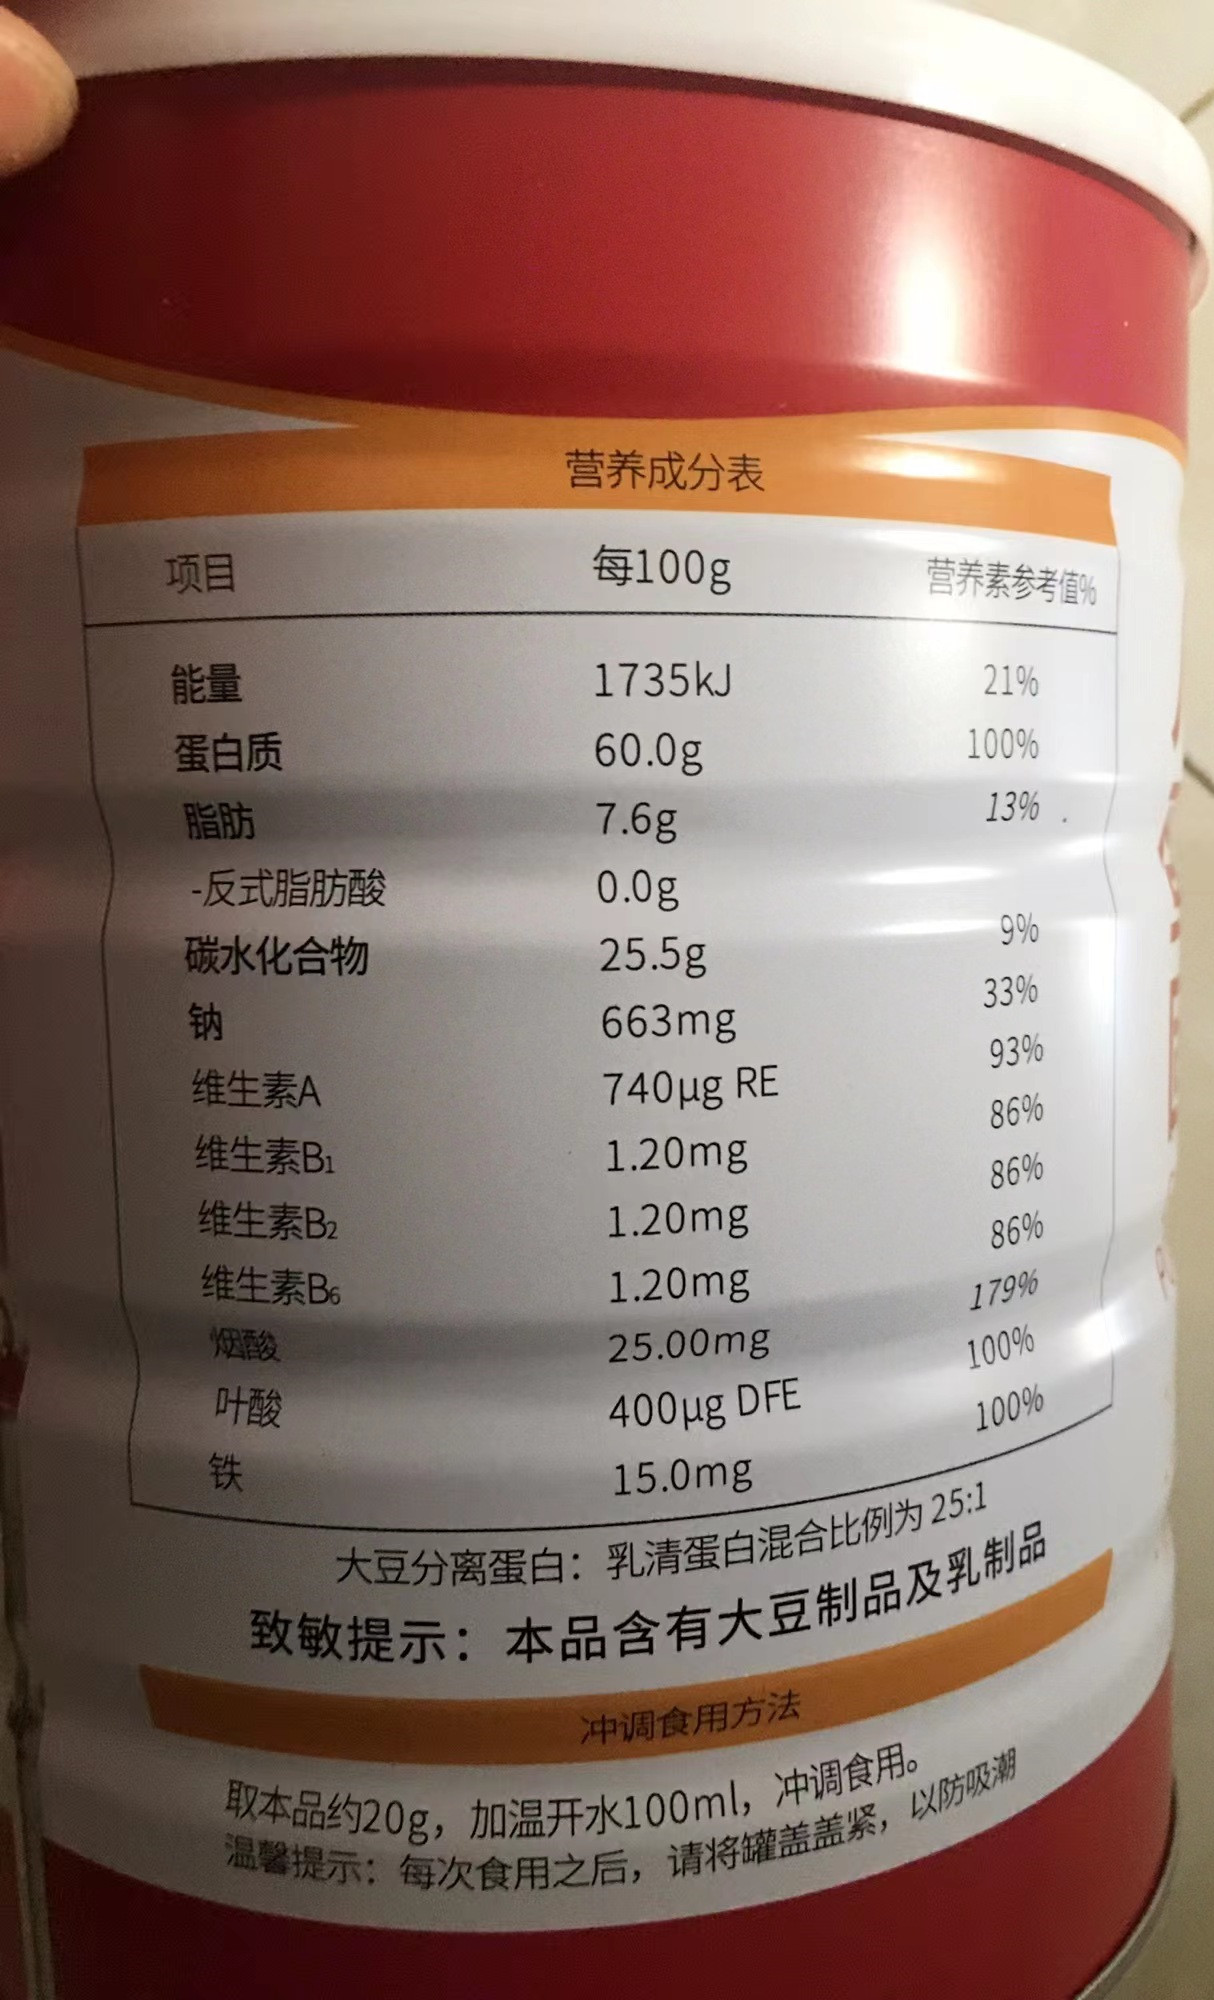 营养成分表
项目 每100g 营养素参考值%
能量 1735kJ 21%
蛋白质 60.0g 100%
脂肪 7.6g 13%
-反式脂肪酸 0.0g
碳水化合物 25.5g 9%
钠 663mg 33%
维生素A 740μg RE 93%
维生素B1 1.20mg 86%
维生素B2 1.20mg 86%
维生素B6 1.20mg 86%
烟酸 25.00mg 179%
叶酸 400μg DFE 100%
铁 15.0mg 100%
大豆分离蛋白：乳清蛋白混合比例为 25:1
致敏提示：本品含有大豆制品及乳制品
冲调食用方法
取本品约20g，加温开水100ml，冲调食用。
温馨提示：每次食用之后，请将罐盖盖紧，以防吸潮